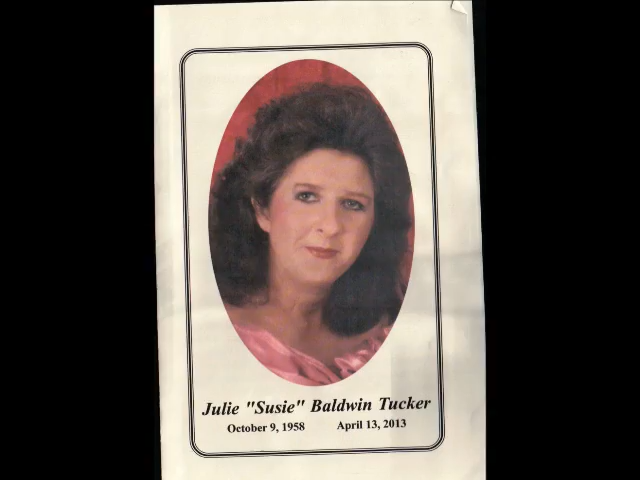 Julie "Susie" Baldwin Tucker
October 9, 1958 April 13, 2013